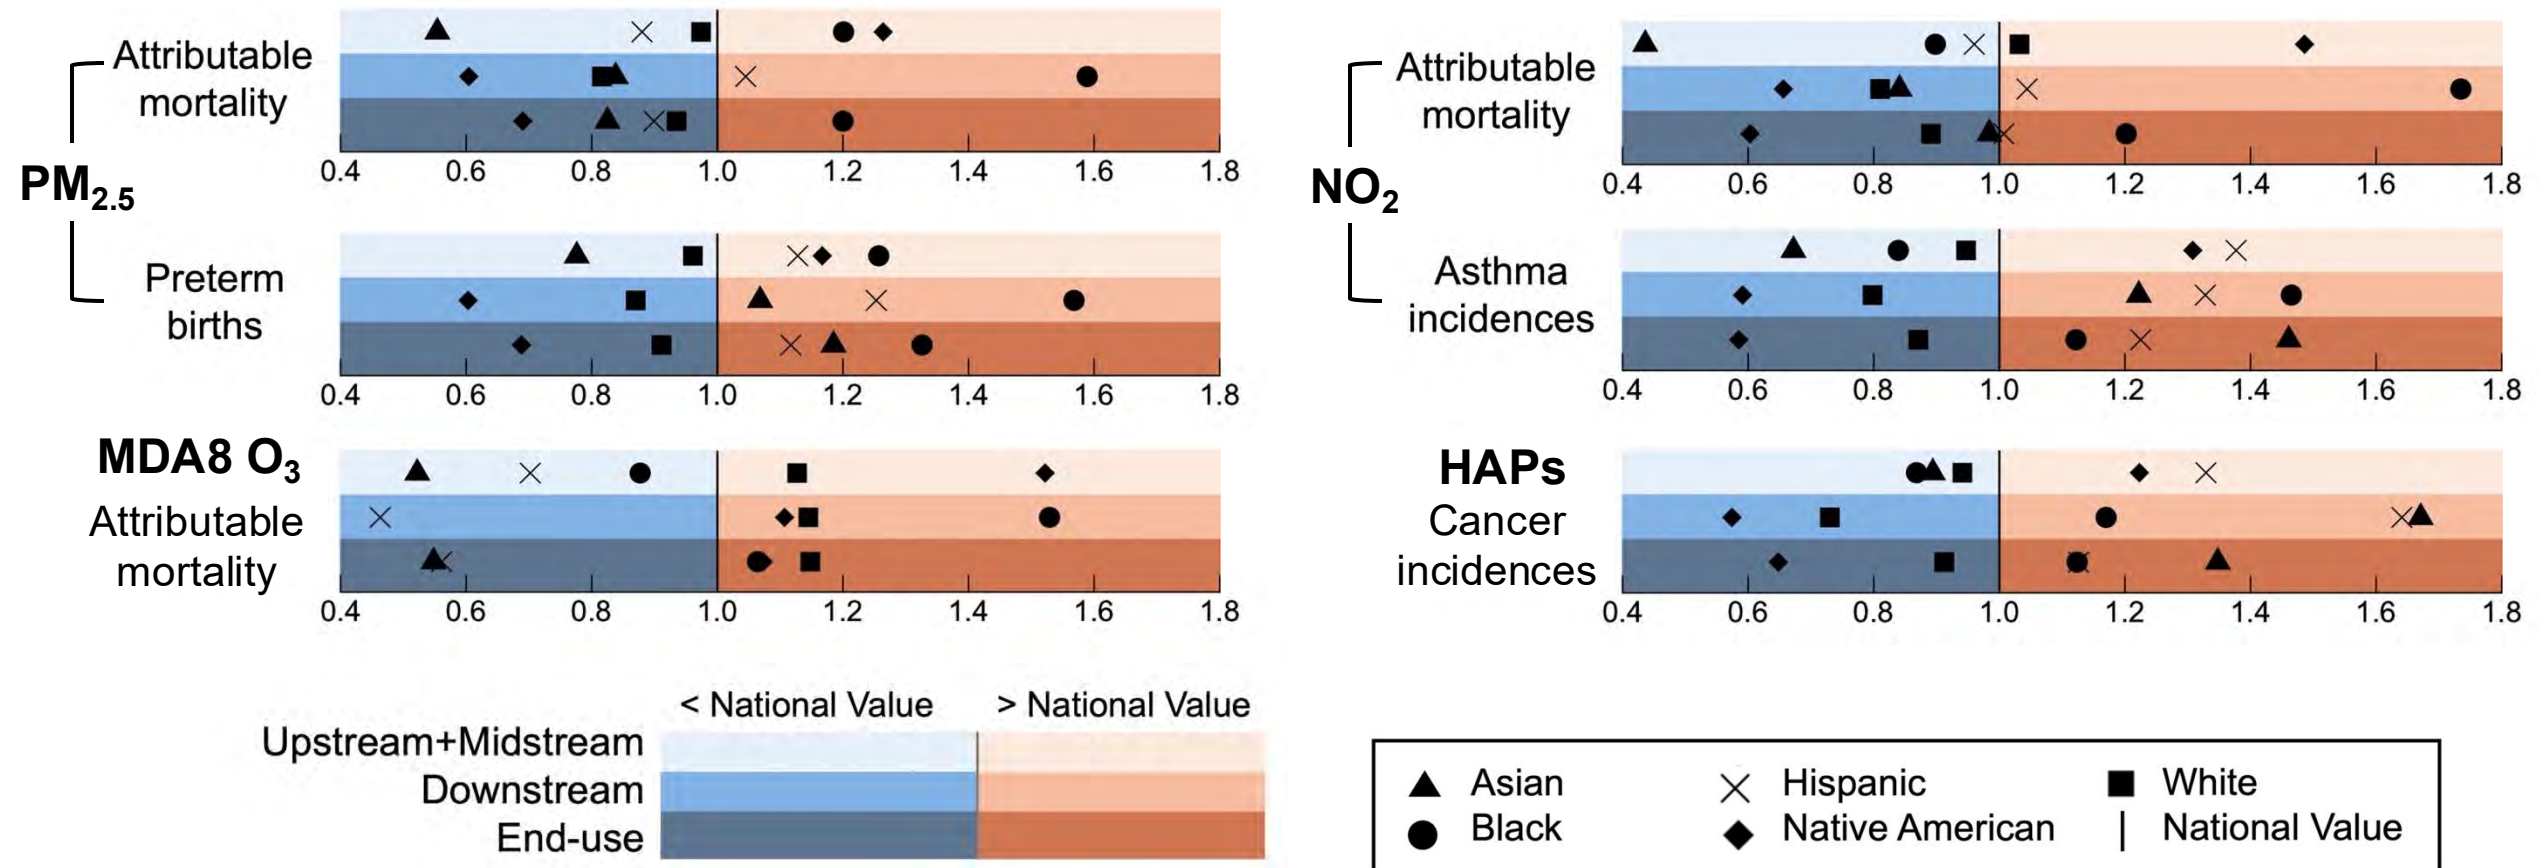 Attributable
mortality
0.4 0.6 0.8 1.0 1.2 1.4 1.6 1.8
PM2.5
Preterm
births
0.4 0.6 0.8 1.0 1.2 1.4 1.6 1.8
MDA8 O3
Attributable
mortality
0.4 0.6 0.8 1.0 1.2 1.4 1.6 1.8
Attributable
mortality
0.4 0.6 0.8 1.0 1.2 1.4 1.6 1.8
NO2
Asthma
incidences
0.4 0.6 0.8 1.0 1.2 1.4 1.6 1.8
HAPs
Cancer
incidences
0.4 0.6 0.8 1.0 1.2 1.4 1.6 1.8
< National Value > National Value
Upstream+Midstream
Downstream
End-use
Asian Hispanic White
Black Native American National Value